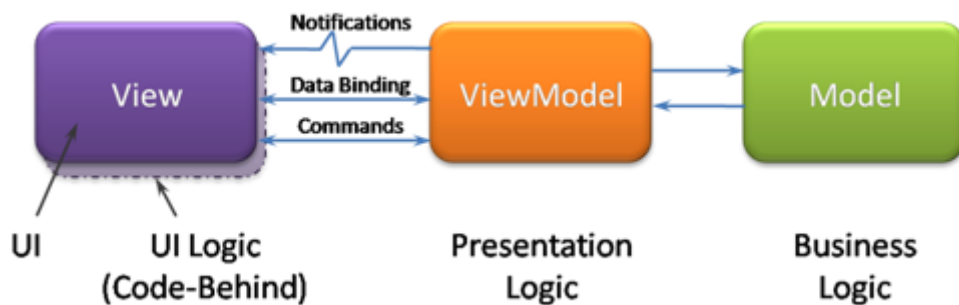 Notifications
View
Data Binding
Commands
ViewModel
Model
UI
UI Logic
(Code-Behind)
Presentation
Logic
Business
Logic